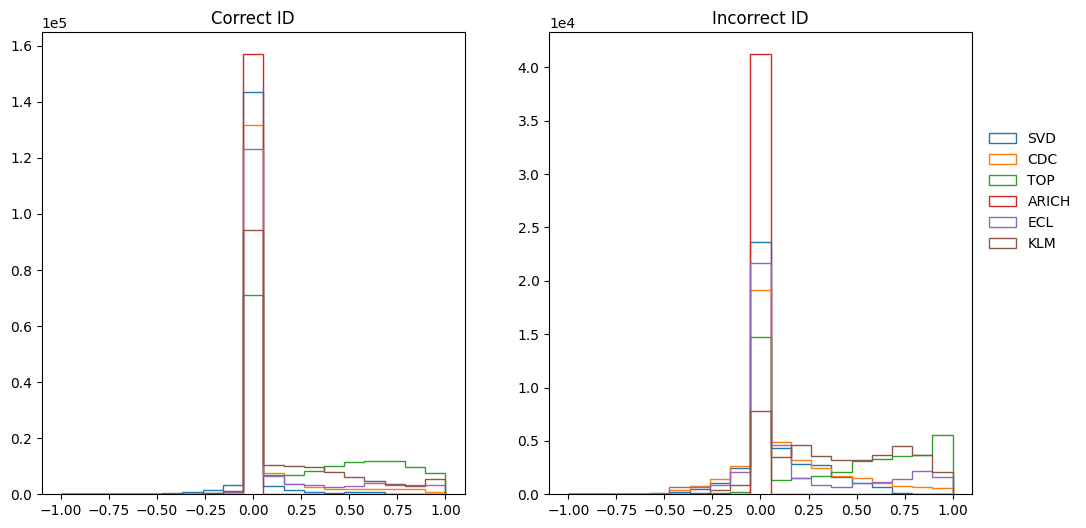 Correct ID
1e5
1.6
1.4
1.2
1.0
0.8
0.6
0.4
0.2
0.0
−1.00 −0.75 −0.50 −0.25 0.00 0.25 0.50 0.75 1.00
Incorrect ID
1e4
4.0
3.5
3.0
2.5
2.0
1.5
1.0
0.5
0.0
−1.00 −0.75 −0.50 −0.25 0.00 0.25 0.50 0.75 1.00
SVD
CDC
TOP
ARICH
ECL
KLM